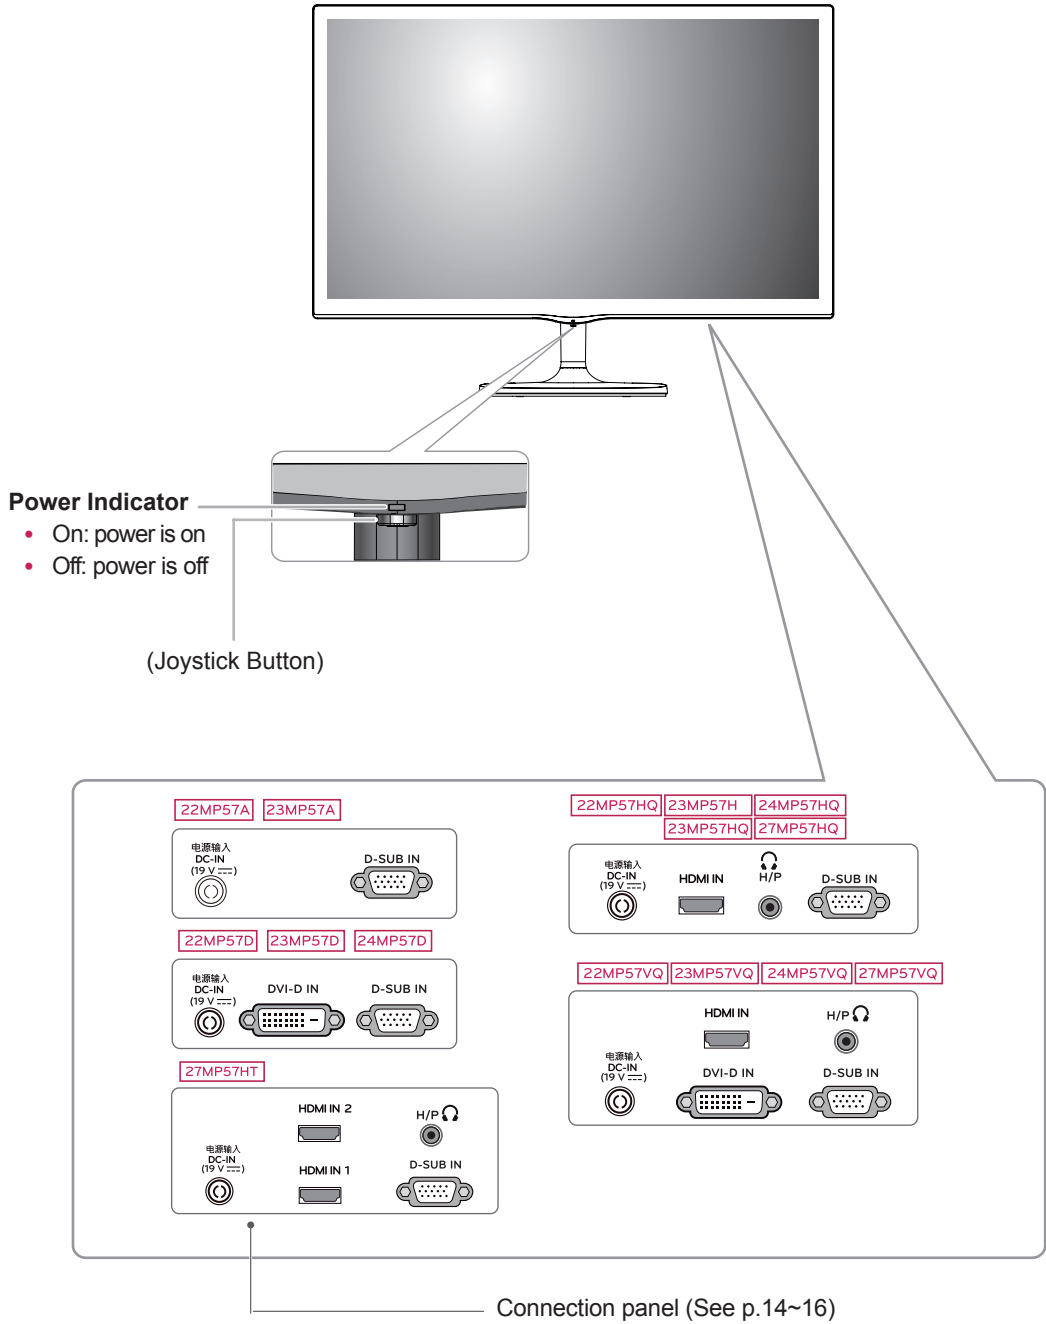 Power Indicator
• On: power is on
• Off: power is off
(Joystick Button)
22MP57A 23MP57A
电源输入
DC-IN
(19 V ⎓)
D-SUB IN
22MP57D 23MP57D 24MP57D
电源输入
DC-IN
(19 V ⎓)
DVI-D IN
D-SUB IN
27MP57HT
HDMI IN 2
H/P
电源输入
DC-IN
(19 V ⎓)
HDMI IN 1
D-SUB IN
22MP57HQ 23MP57H 24MP57HQ
23MP57HQ 27MP57HQ
电源输入
DC-IN
(19 V ⎓)
HDMI IN
H/P
D-SUB IN
22MP57VQ 23MP57VQ 24MP57VQ 27MP57VQ
HDMI IN
H/P
电源输入
DC-IN
(19 V ⎓)
DVI-D IN
D-SUB IN
Connection panel (See p.14~16)